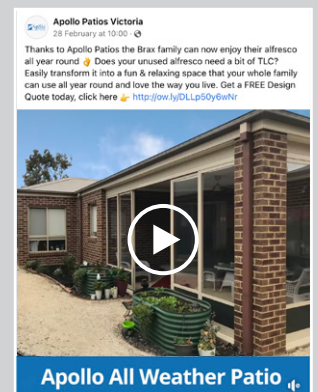 Apollo Patios Victoria
28 February at 10:00 ·
Thanks to Apollo Patios the Brax family can now enjoy their alfresco
all year round 👌 Does your unused alfresco need a bit of TLC?
Easily transform it into a fun & relaxing space that your whole family
can use all year round and love the way you live. Get a FREE Design
Quote today, click here 👉 http://ow.ly/DLLp50y6wNr
Apollo All Weather Patio